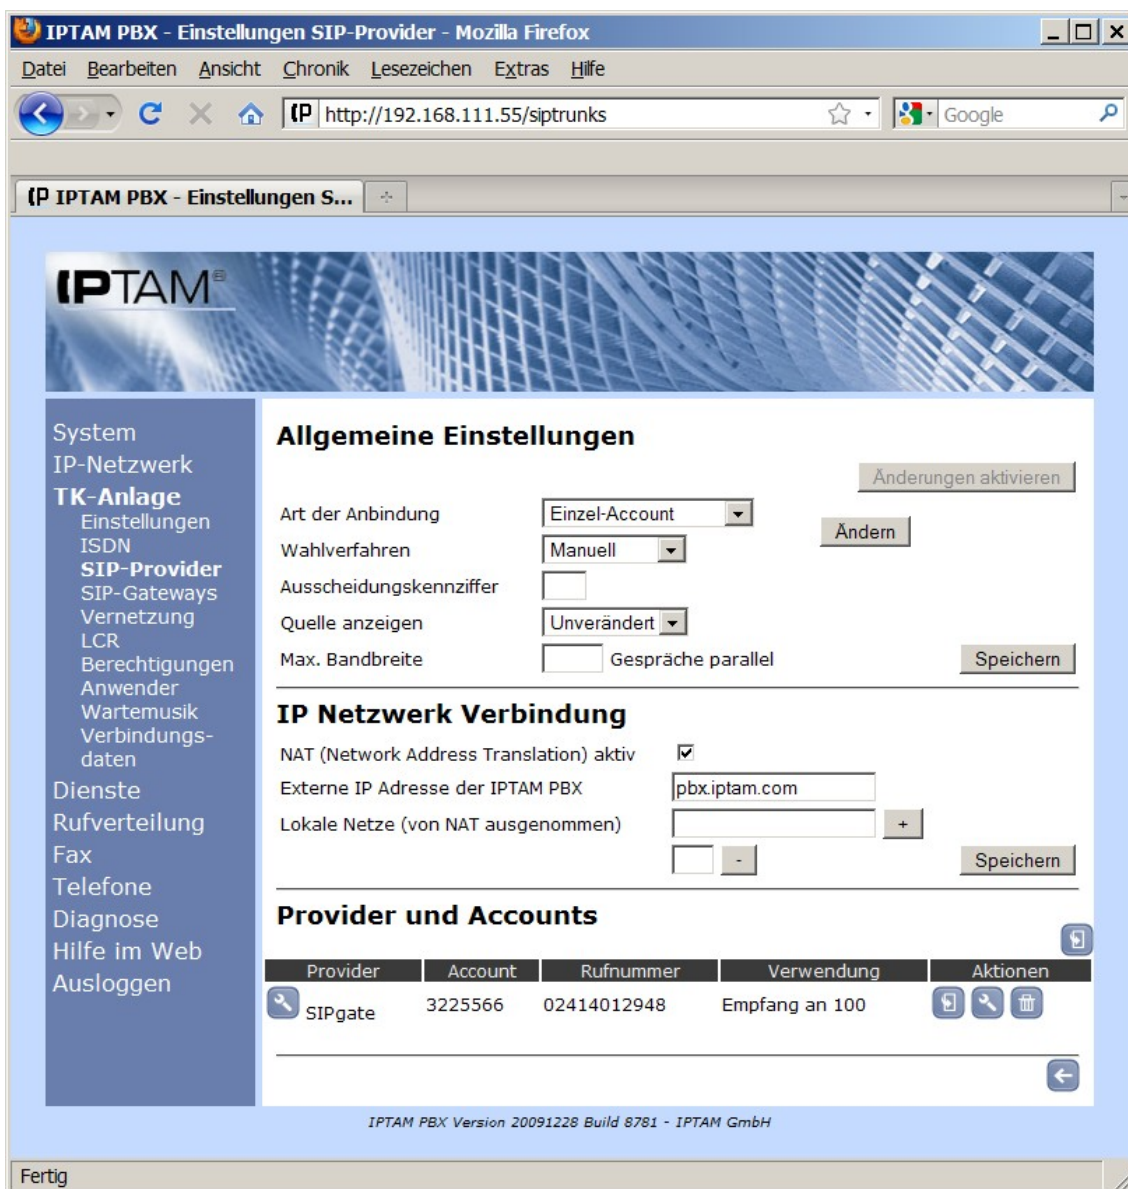 IPTAM PBX - Einstellungen SIP-Provider - Mozilla Firefox
Datei Bearbeiten Ansicht Chronik Lesezeichen Extras Hilfe
http://192.168.111.55/siptrunks
Google
IPTAM PBX - Einstellungen S...
IPTAM®
System
IP-Netzwerk
TK-Anlage
Einstellungen
ISDN
SIP-Provider
SIP-Gateways
Vernetzung
LCR
Berechtigungen
Anwender
Wartemusik
Verbindungs-
daten
Dienste
Rufverteilung
Fax
Telefone
Diagnose
Hilfe im Web
Ausloggen
Allgemeine Einstellungen
Änderungen aktivieren
Art der Anbindung Einzel-Account
Ändern
Wahlverfahren Manuell
Ausscheidungskennziffer
Quelle anzeigen Unverändert
Max. Bandbreite Gespräche parallel Speichern
IP Netzwerk Verbindung
NAT (Network Address Translation) aktiv
Externe IP Adresse der IPTAM PBX pbx.iptam.com
Lokale Netze (von NAT ausgenommen) +
- Speichern
Provider und Accounts
Provider Account Rufnummer Verwendung Aktionen
SIPgate 3225566 02414012948 Empfang an 100
IPTAM PBX Version 20091228 Build 8781 - IPTAM GmbH
Fertig